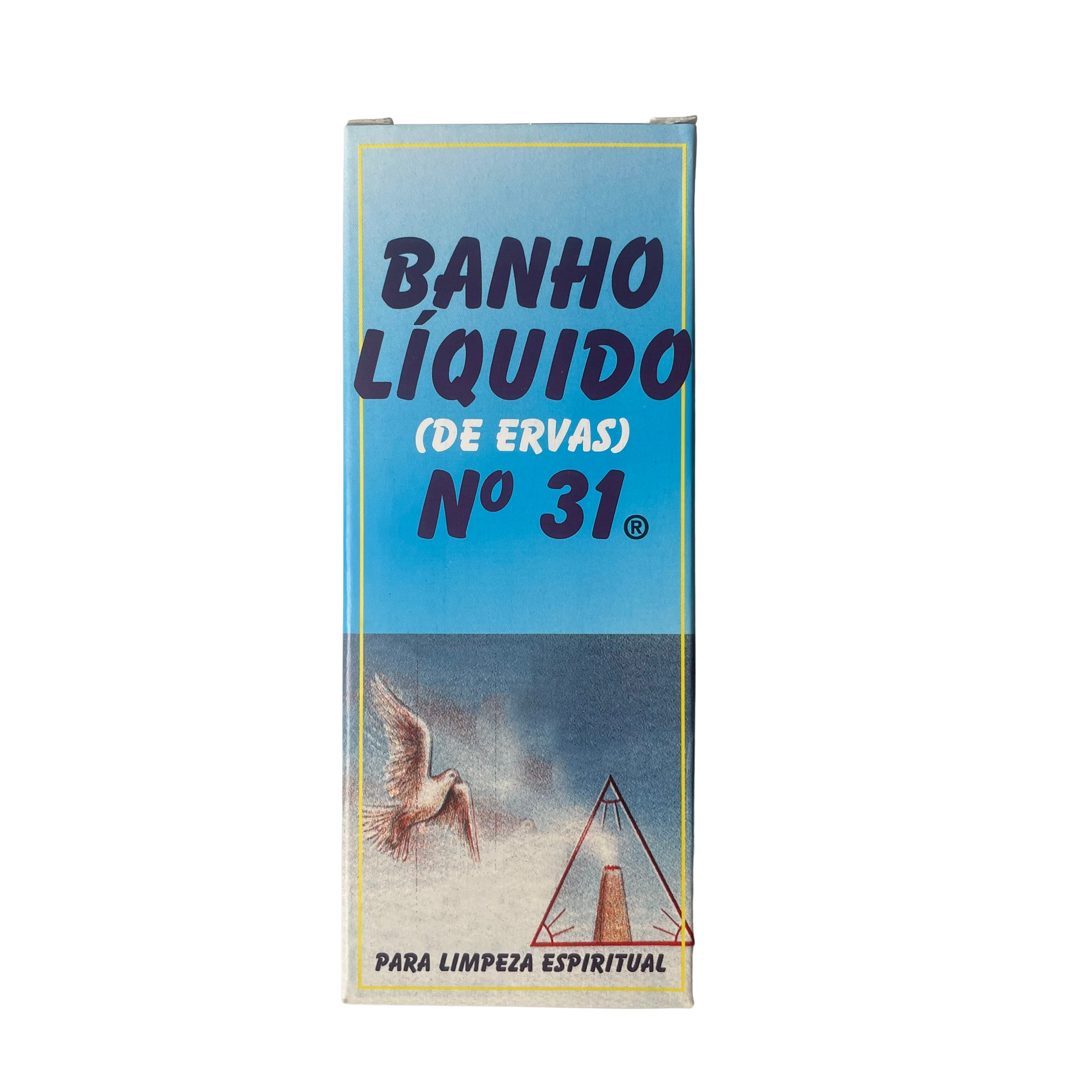 BANHO
LÍQUIDO
(DE ERVAS)
Nº 31®
PARA LIMPEZA ESPIRITUAL